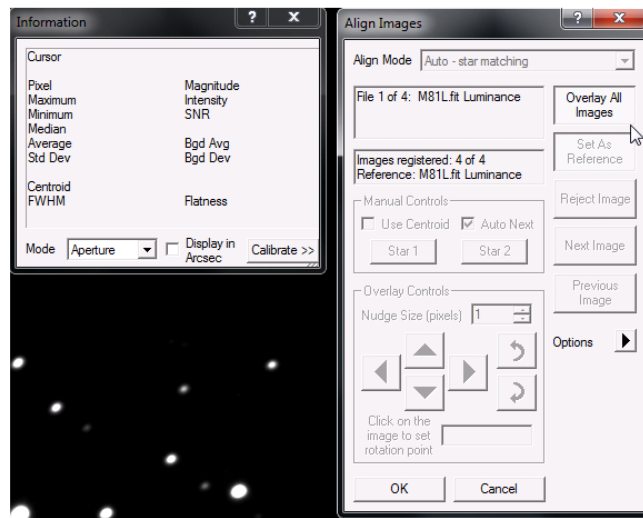 Information
?
X
Cursor
Pixel Magnitude
Maximum Intensity
Minimum SNR
Median
Average Bgd Avg
Std Dev Bgd Dev
Centroid
FWHM Flatness
Mode Aperture Display in Arcsec Calibrate >>
Align Images
?
X
Align Mode Auto - star matching
File 1 of 4: M81L.fit Luminance
Overlay All
Images
Images registered: 4 of 4
Reference: M81L.fit Luminance
Set As
Reference
Manual Controls
Use Centroid Auto Next
Star 1 Star 2
Reject Image
Next Image
Previous
Image
Overlay Controls
Nudge Size (pixels) 1
Options
Click on the
image to set
rotation point
OK Cancel